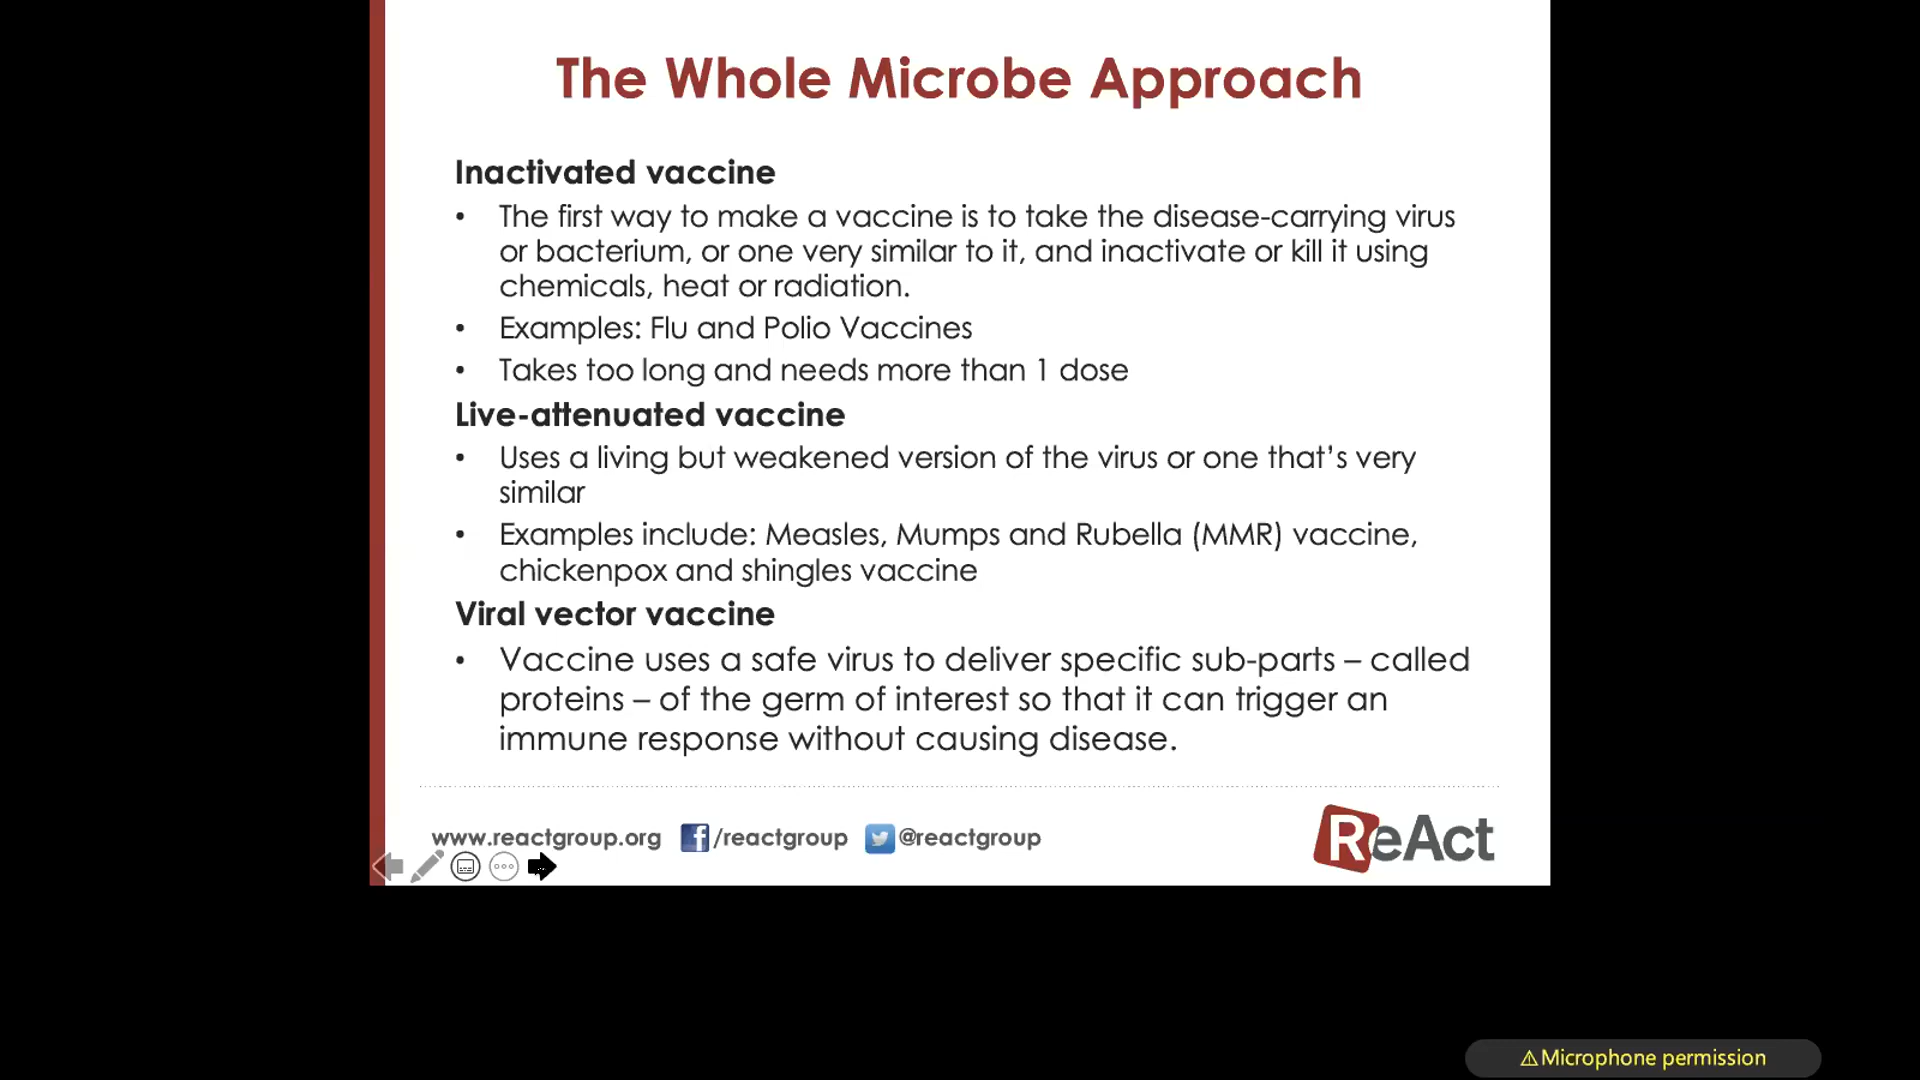 The Whole Microbe Approach
Inactivated vaccine
• The first way to make a vaccine is to take the disease-carrying virus
or bacterium, or one very similar to it, and inactivate or kill it using
chemicals, heat or radiation.
• Examples: Flu and Polio Vaccines
• Takes too long and needs more than 1 dose
Live-attenuated vaccine
• Uses a living but weakened version of the virus or one that’s very
similar
• Examples include: Measles, Mumps and Rubella (MMR) vaccine,
chickenpox and shingles vaccine
Viral vector vaccine
• Vaccine uses a safe virus to deliver specific sub-parts – called
proteins – of the germ of interest so that it can trigger an
immune response without causing disease.
www.reactgroup.org f /reactgroup @reactgroup
ReAct
⚠Microphone permission